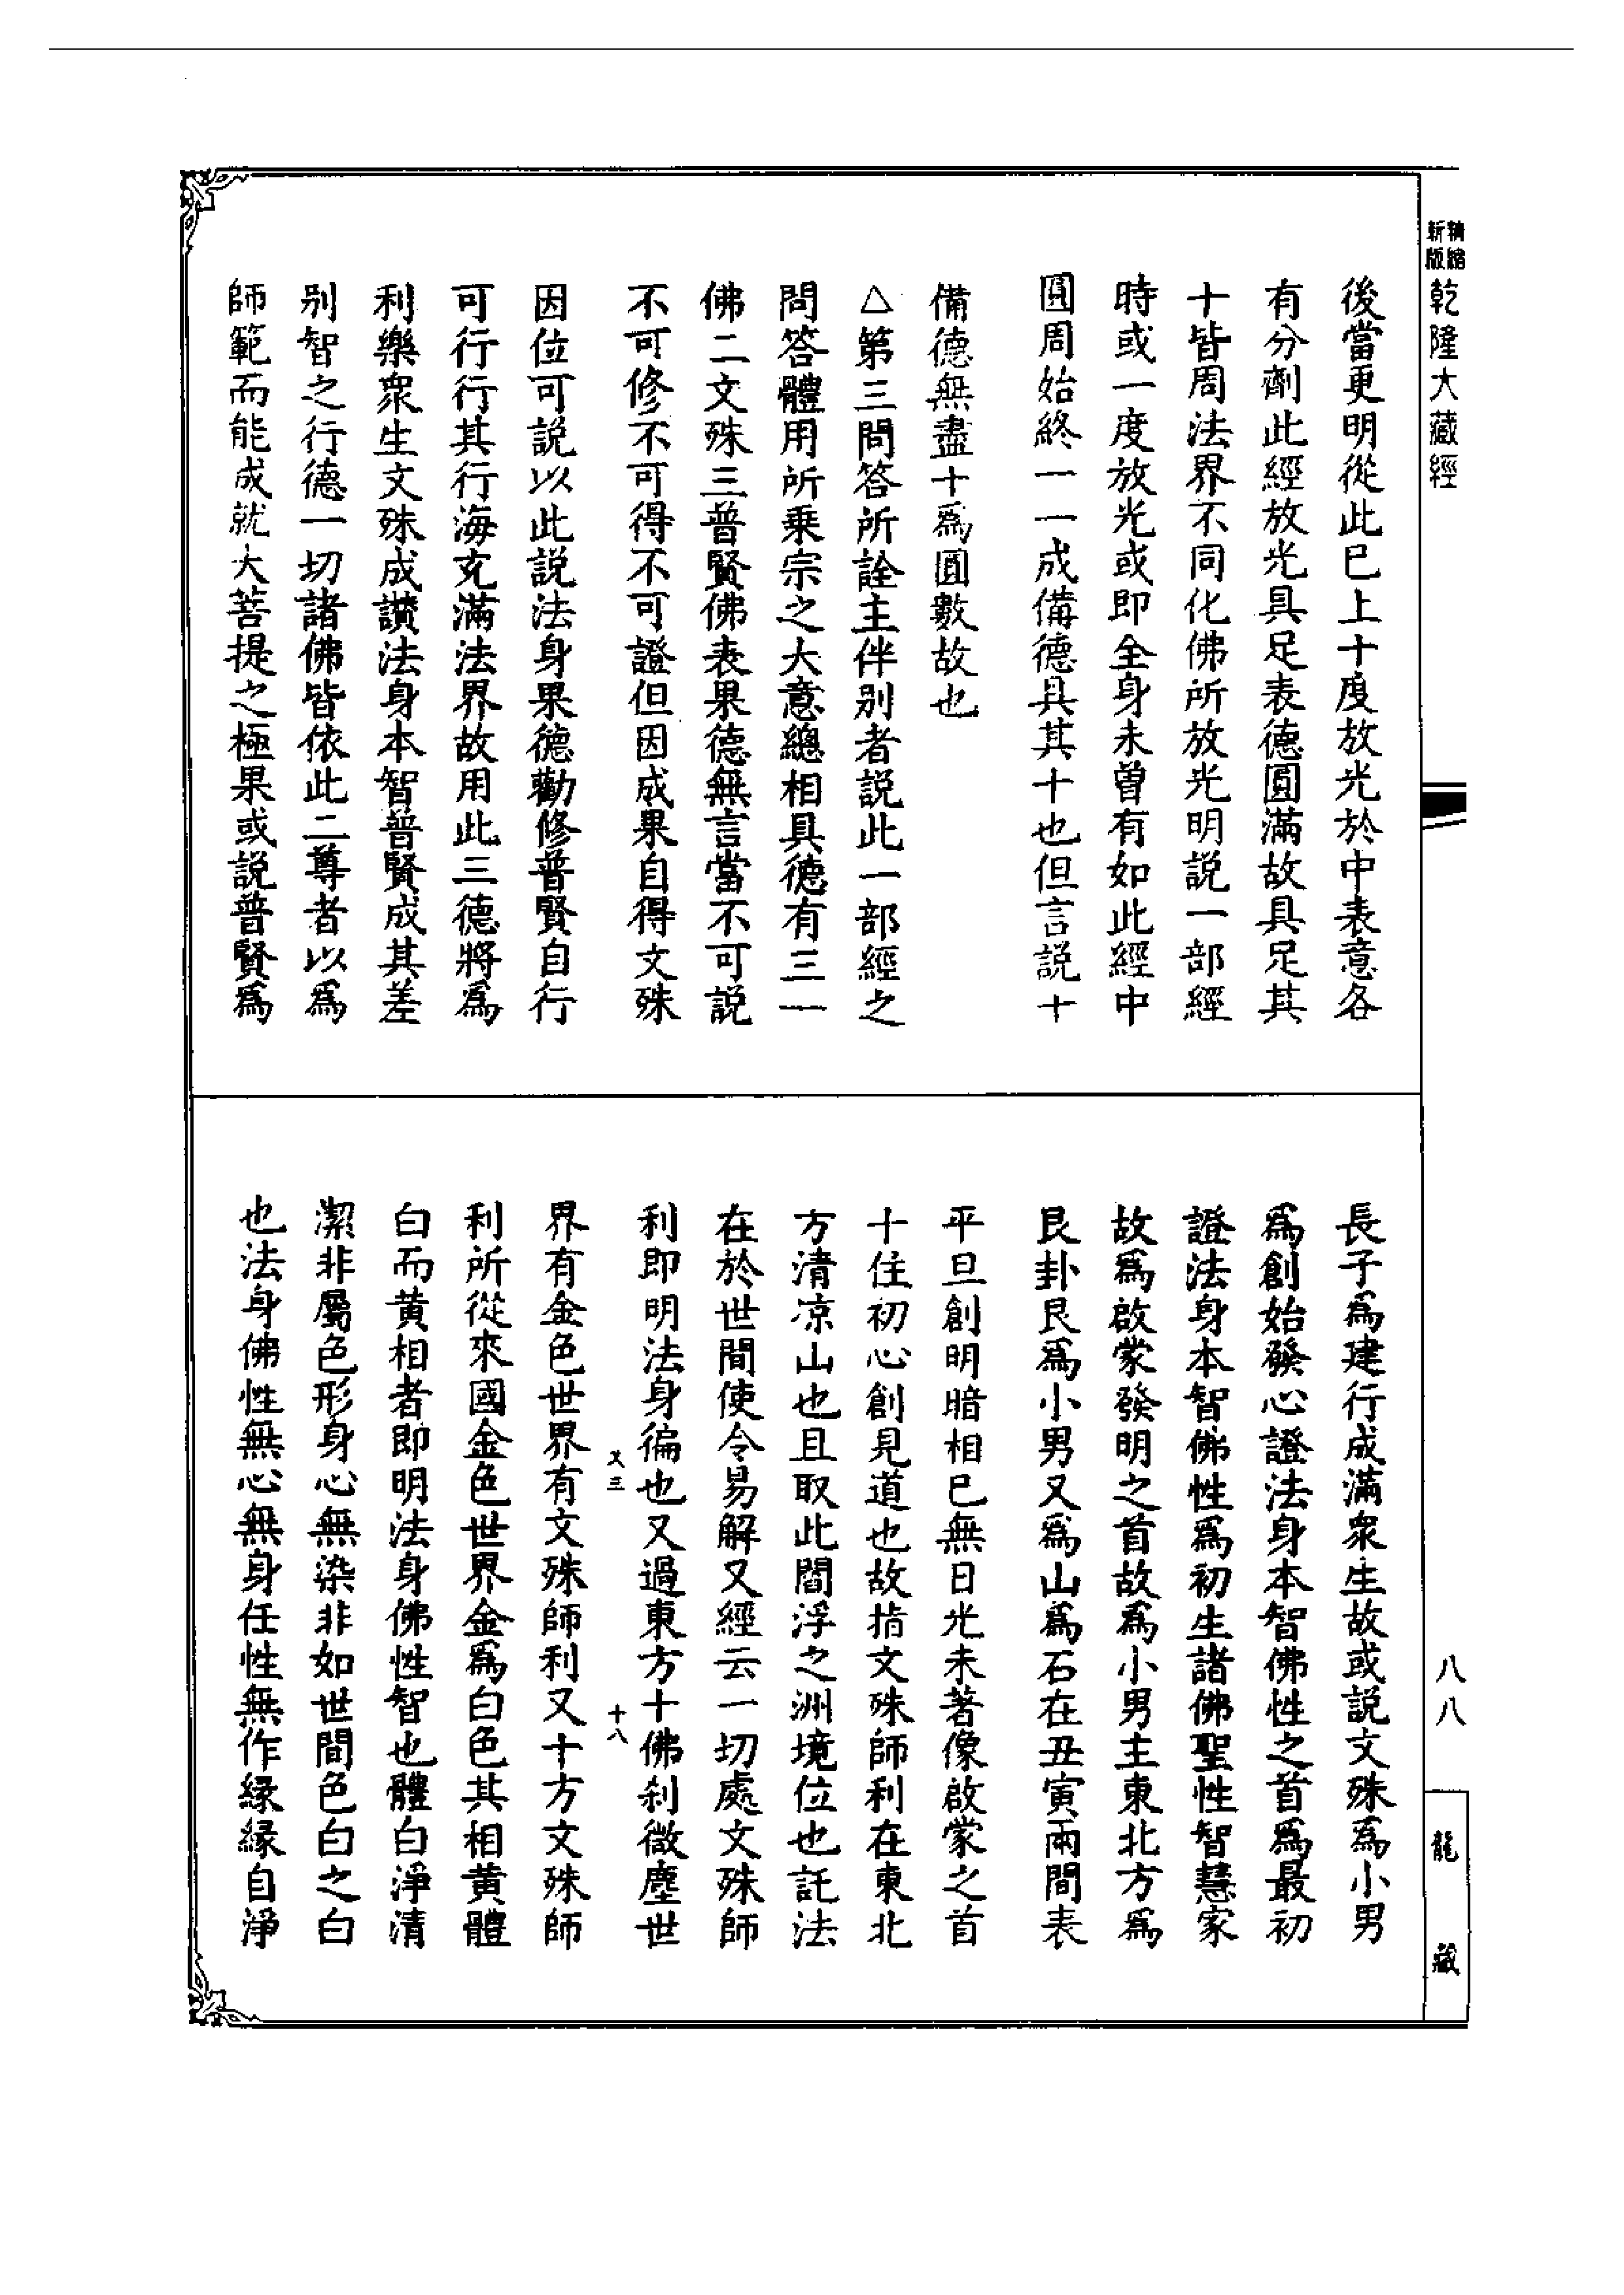 精縮新版乾隆大藏經
八八
龍藏
後當更明從此巳上十度放光於中表意各
有分劑此經放光具足表德圓滿故具足其
十皆周法界不同化佛所放光明說一部經
時或一度放光或即全身未曾有如此經中
圓周始終一一成備德具其十也但言說十
備德無盡十爲圓數故也
△第三問答所詮主伴別者說此一部經之
問答體用所乗宗之大意總相具德有三一
佛二文殊三普賢佛表果德無言當不可說
不可修不可得不可證但因成果自得文殊
因位可說以此說法身果德勸修普賢自行
可行行其行海充滿法界故用此三德將爲
利樂衆生文殊成讃法身本智普賢成其差
別智之行德一切諸佛皆依此二尊者以爲
師範而能成就大菩提之極果或說普賢爲
長子爲建行成滿衆生故或說文殊爲小男
爲創始發心證法身本智佛性之首爲最初
證法身本智佛性爲初生諸佛聖性智慧家
故爲啟蒙發明之首故爲小男主東北方爲
艮卦艮爲小男又爲山爲石在丑寅兩間表
平旦創明暗相巳無日光未著像啟蒙之首
十住初心創見道也故指文殊師利在東北
方清凉山也且取此閻浮之洲境位也託法
在於世間使令易解又經云一切處文殊師
利即明法身徧也又過東方十佛刹微塵世
十八
界有金色世界有文殊師利又十方文殊師
利所從來國金色世界金爲白色其相黄體
白而黄相者即明法身佛性智也體白淨清
潔非屬色形身心無染非如世間色白之白
也法身佛性無心無身任性無作緣緣自淨